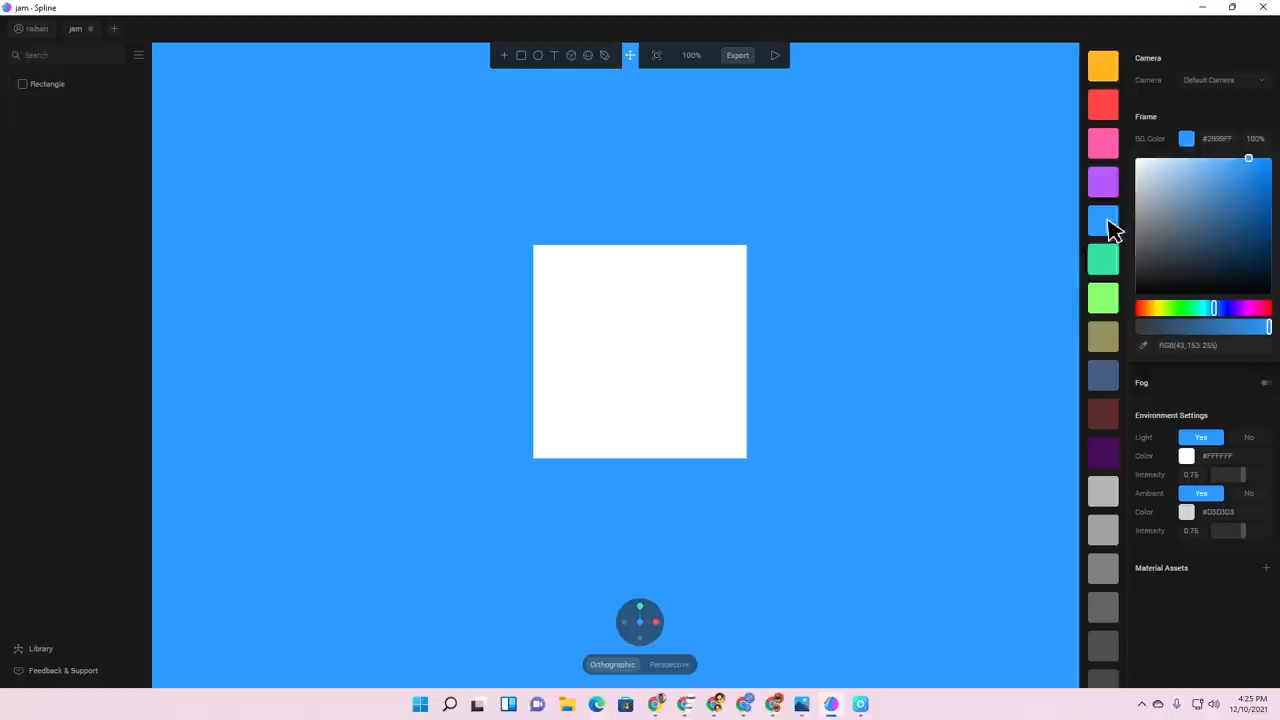 jam - Spline
reihen
jam
Search
100%
Export
Rectangle
Camera
Camera
Default Camera
Frame
BG Color
#2B99FF
100%
RGB(43, 153, 255)
Fog
Environment Settings
Light
Yes
No
Color
#FFFFFF
Intensity
0.75
Ambient
Yes
No
Color
#D3D3D3
Intensity
0.75
Material Assets
Library
Feedback & Support
Orthographic
Perspective
4:25 PM
12/10/2021